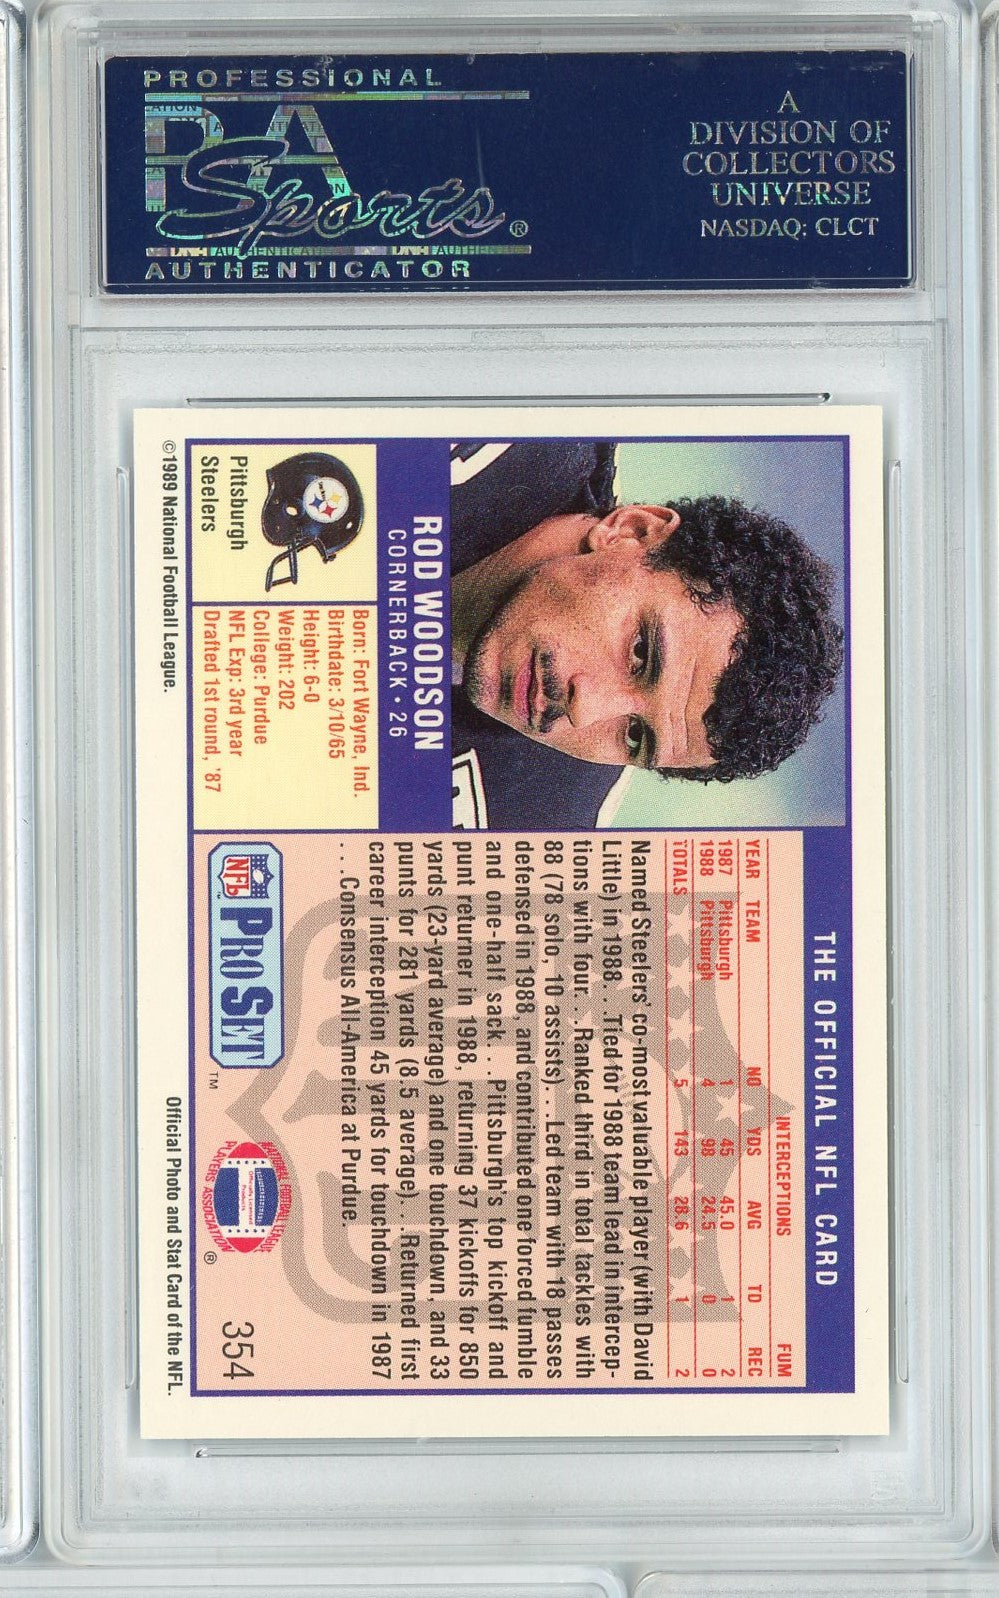 PROFESSIONAL
PSA
Sports®
AUTHENTICATOR
A
DIVISION OF
COLLECTORS
UNIVERSE
NASDAQ: CLCT
THE OFFICIAL NFL CARD
ROD WOODSON
CORNERBACK • 26
Pittsburgh
Steelers
Born: Fort Wayne, Ind.
Birthdate: 3/10/65
Height: 6-0
Weight: 202
College: Purdue
NFL Exp: 3rd year
Drafted 1st round, '87
INTERCEPTIONS FUM
YEAR TEAM NO YDS AVG TD REC
1987 Pittsburgh 1 45 45.0 1 2
1988 Pittsburgh 4 98 24.5 0 0
TOTALS 5 143 28.6 1 2
Named Steelers' co-most valuable player (with David
Little) in 1988...Tied for 1988 team lead in intercep-
tions with four...Ranked third in total tackles with
88 (78 solo, 10 assists)...Led team with 18 passes
defensed in 1988, and contributed one forced fumble
and one-half sack...Pittsburgh's top kickoff and
punt returner in 1988, returning 37 kickoffs for 850
yards (23-yard average) and one touchdown, and 33
punts for 281 yards (8.5 average)...Returned first
career interception 45 yards for touchdown in 1987
...Consensus All-America at Purdue.
NFL PRO SET™
NATIONAL FOOTBALL LEAGUE
Officially Licensed
Product
PLAYERS ASSOCIATION®
354
©1989 National Football League.
Official Photo and Stat Card of the NFL.